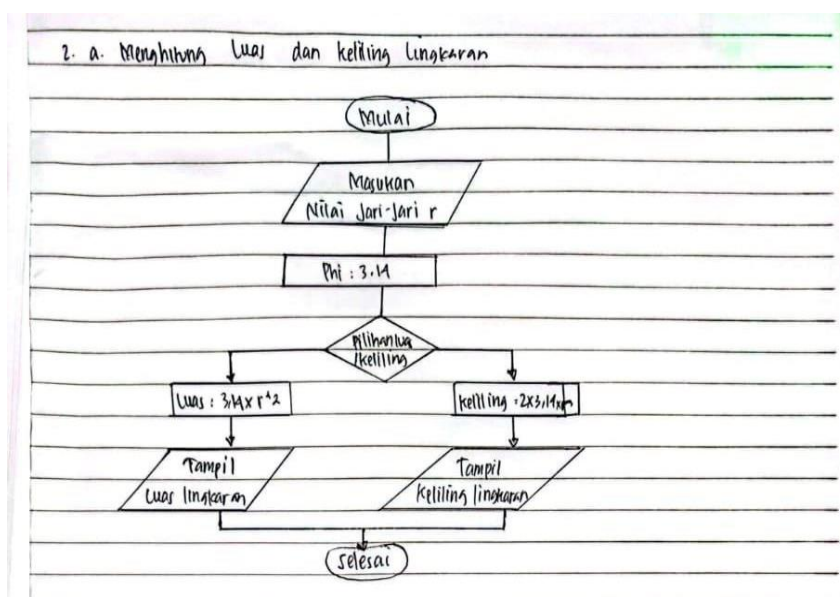 2. a. Menghitung Luas dan keliling lingkaran
Mulai
Masukan
Nilai Jari-Jari r
Phi : 3.14
Pilihan lua
/keliling
Luas : 3,14 x r^2
keliling : 2x3,14xr
Tampil
Luas lingkaran
Tampil
Keliling lingkaran
Selesai